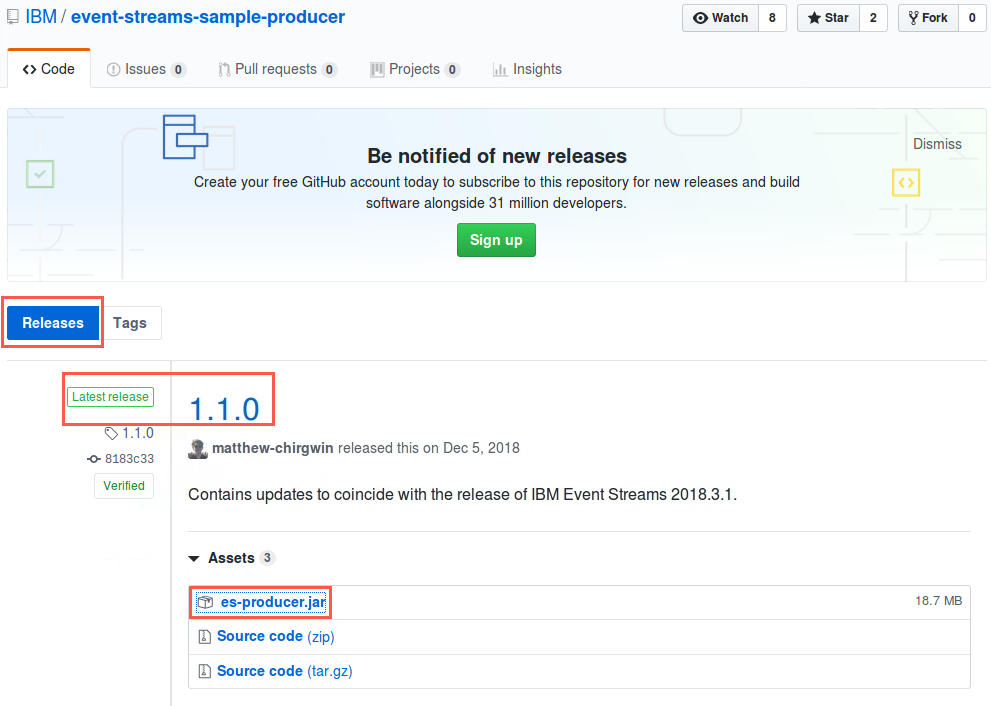 IBM / event-streams-sample-producer
Watch 8 Star 2 Fork 0
Code Issues 0 Pull requests 0 Projects 0 Insights
Be notified of new releases
Dismiss
Create your free GitHub account today to subscribe to this repository for new releases and build
software alongside 31 million developers.
Sign up
Releases Tags
Latest release
1.1.0
1.1.0
8183c33
Verified
matthew-chirgwin released this on Dec 5, 2018
Contains updates to coincide with the release of IBM Event Streams 2018.3.1.
Assets 3
es-producer.jar 18.7 MB
Source code (zip)
Source code (tar.gz)